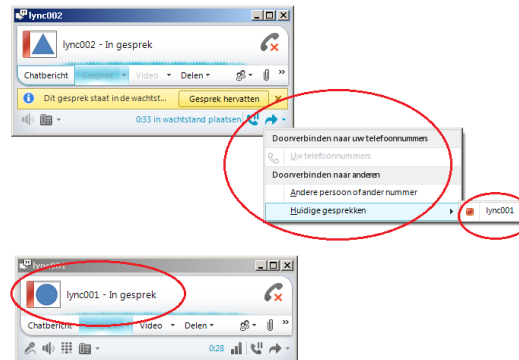 lync002
lync002 - In gesprek
Chatbericht Gesprek Video Delen
Dit gesprek staat in de wachtst... Gesprek hervatten
0:33 in wachtstand plaatsen
Doorverbinden naar uw telefoonnummers
Uw telefoonnummers
Doorverbinden naar anderen
Andere persoon of ander nummer
Huidige gesprekken
lync001
lync001
lync001 - In gesprek
Chatbericht Video Delen
0:28